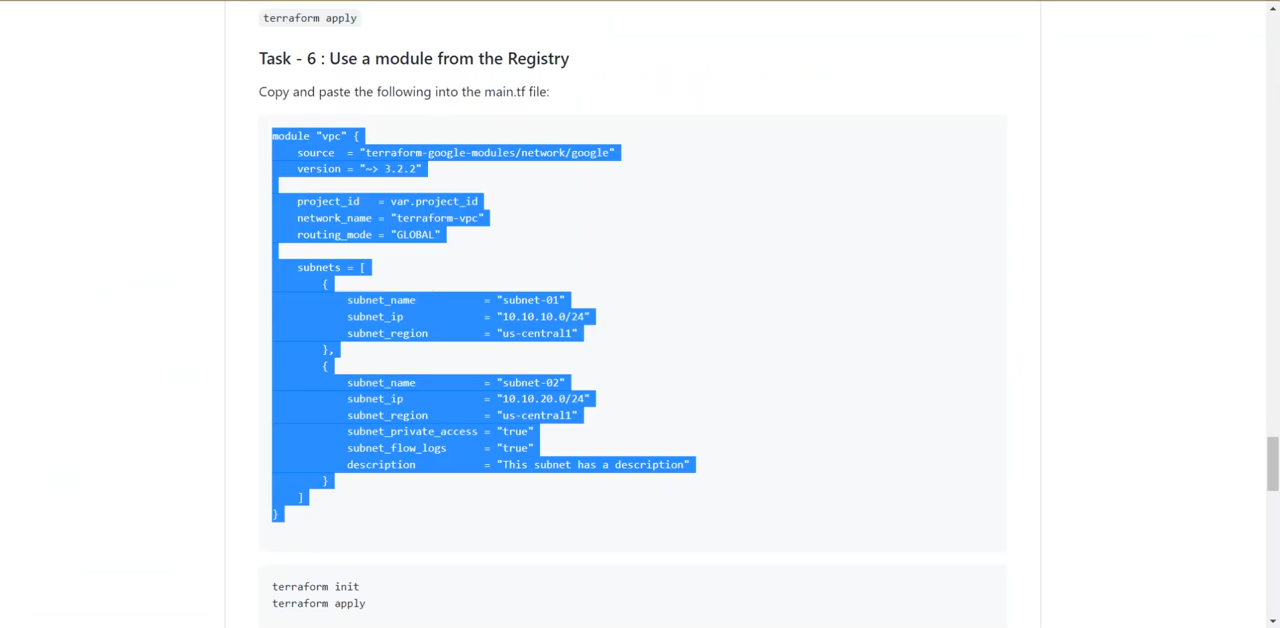 terraform apply
Task - 6 : Use a module from the Registry
Copy and paste the following into the main.tf file:
module "vpc" {
    source  = "terraform-google-modules/network/google"
    version = "~> 3.2.2"

    project_id   = var.project_id
    network_name = "terraform-vpc"
    routing_mode = "GLOBAL"

    subnets = [
        {
            subnet_name           = "subnet-01"
            subnet_ip             = "10.10.10.0/24"
            subnet_region         = "us-central1"
        },
        {
            subnet_name           = "subnet-02"
            subnet_ip             = "10.10.20.0/24"
            subnet_region         = "us-central1"
            subnet_private_access = "true"
            subnet_flow_logs      = "true"
            description           = "This subnet has a description"
        }
    ]
}
terraform init
terraform apply